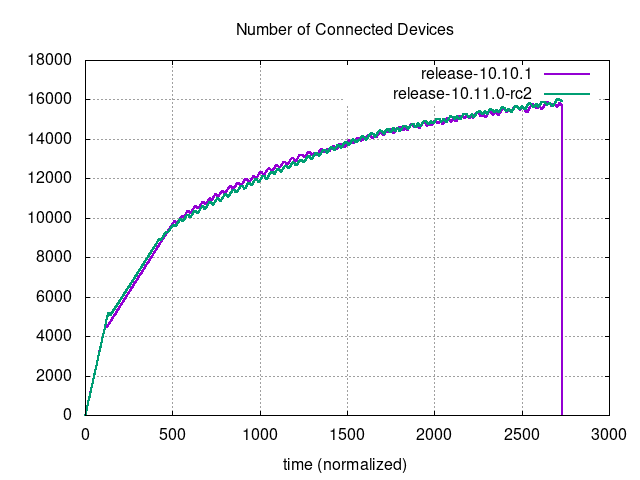 Number of Connected Devices
18000
16000
14000
12000
10000
8000
6000
4000
2000
0
release-10.10.1
release-10.11.0-rc2
0 500 1000 1500 2000 2500 3000
time (normalized)